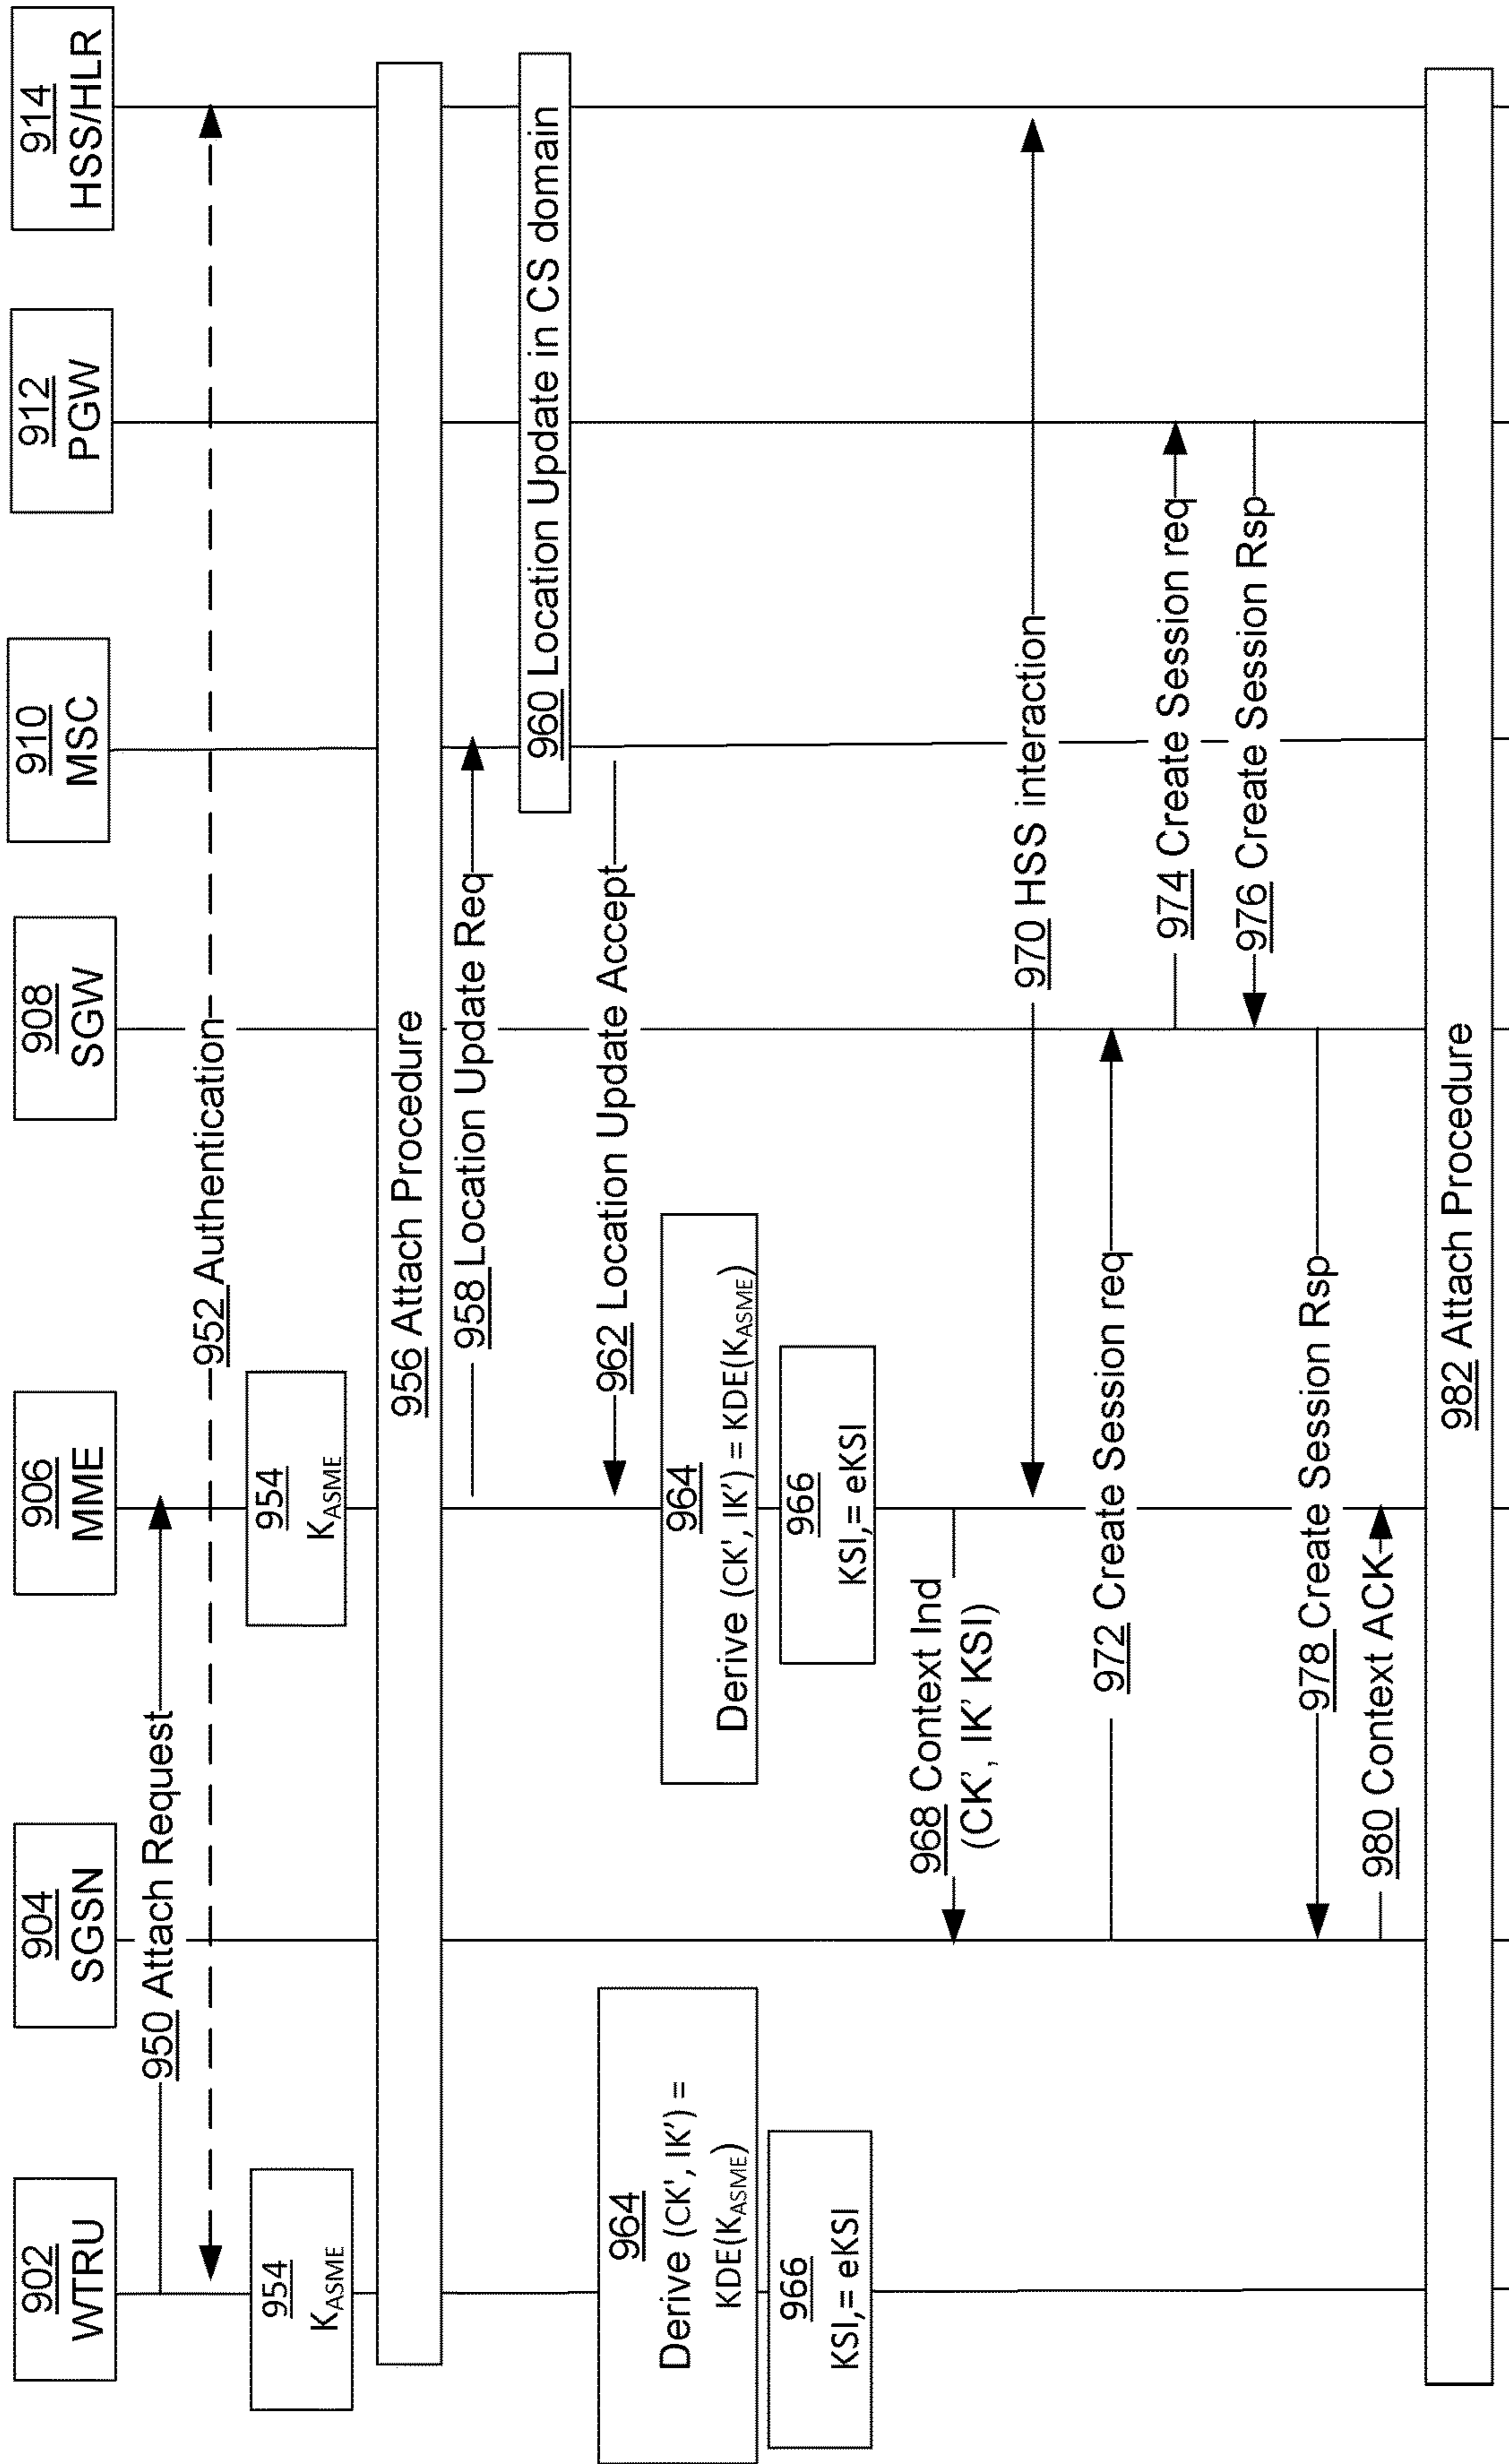 902
WTRU
904
SGSN
906
MME
908
SGW
910
MSC
912
PGW
914
HSS/HLR
950 Attach Request
952 Authentication
954
K_ASME
954
K_ASME
956 Attach Procedure
958 Location Update Req
960 Location Update in CS domain
962 Location Update Accept
964
Derive (CK', IK') =
KDE(K_ASME)
964
Derive (CK', IK') = KDE(K_ASME)
966
KSI,= eKSI
966
KSI,= eKSI
968 Context Ind
(CK', IK' KSI)
970 HSS interaction
972 Create Session req
974 Create Session req
976 Create Session Rsp
978 Create Session Rsp
980 Context ACK
982 Attach Procedure